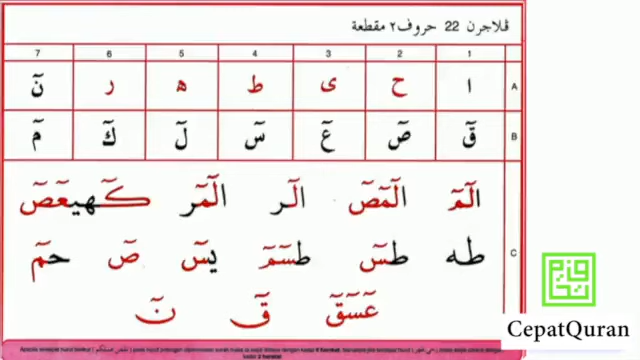 ڤلاجرن 22 حروف٢ مقطعة
1 2 3 4 5 6 7
A ا ح ى ط ه ر نٓ
B قٓ صٓ عٓ سٓ لٓ كٓ مٓ
C الٓمٓ الٓمٓصٓ الٓر الٓمٓر كٓهيعٓصٓ
طه طسٓ طسٓمٓ يسٓ صٓ حمٓ
عٓسٓقٓ قٓ نٓ
CepatQuran